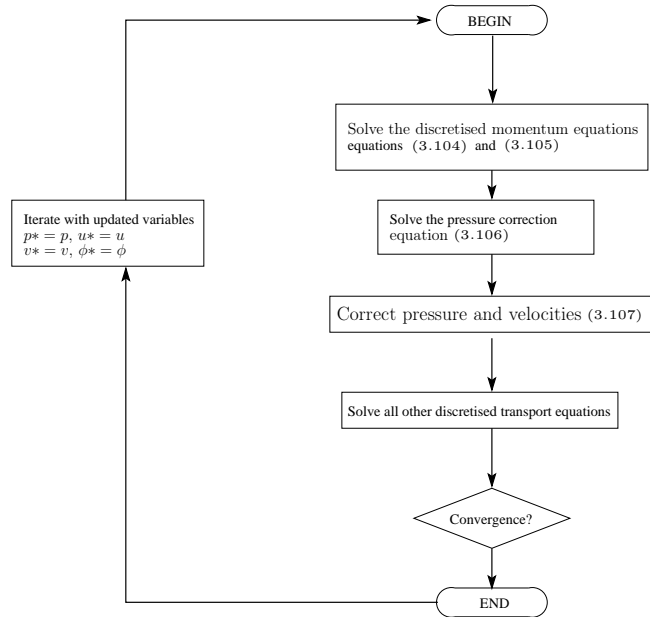 BEGIN
Solve the discretised momentum equations
equations (3.104) and (3.105)
Iterate with updated variables
p* = p, u* = u
v* = v, ϕ* = ϕ
Solve the pressure correction
equation (3.106)
Correct pressure and velocities (3.107)
Solve all other discretised transport equations
Convergence?
END